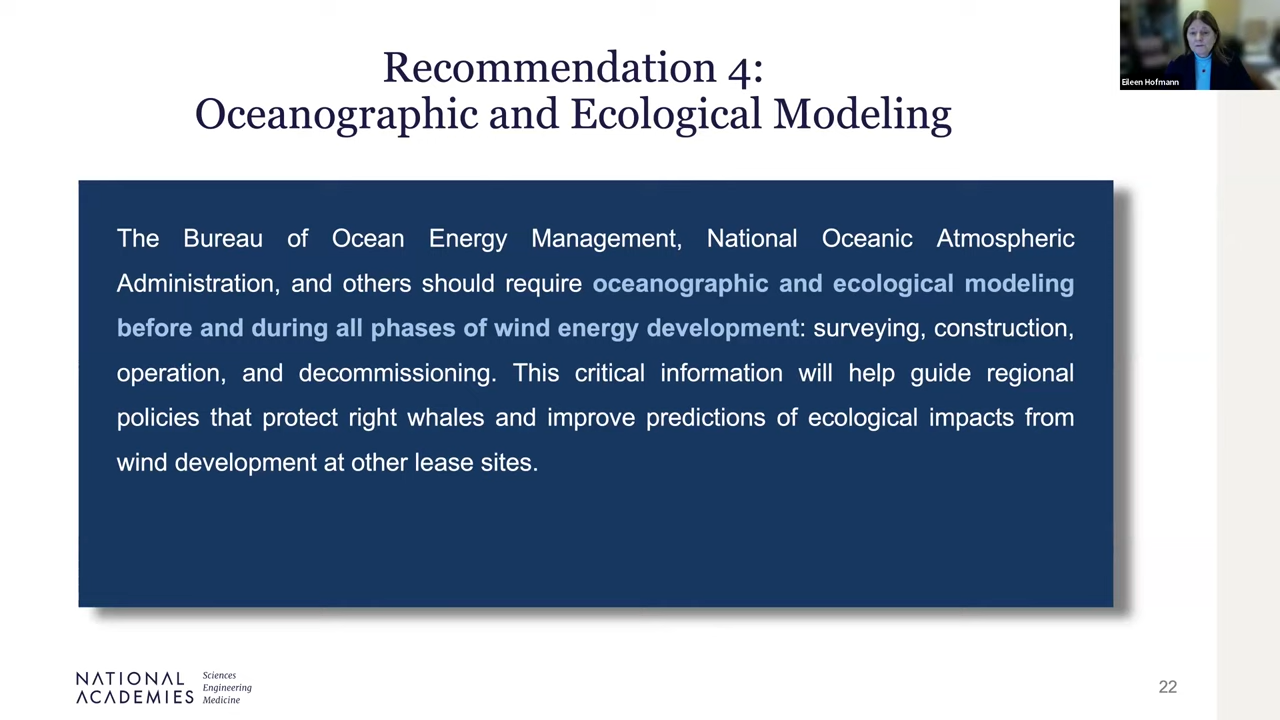 Recommendation 4:
Oceanographic and Ecological Modeling
Eileen Hofmann
The Bureau of Ocean Energy Management, National Oceanic Atmospheric
Administration, and others should require oceanographic and ecological modeling
before and during all phases of wind energy development: surveying, construction,
operation, and decommissioning. This critical information will help guide regional
policies that protect right whales and improve predictions of ecological impacts from
wind development at other lease sites.
NATIONAL ACADEMIES
Sciences
Engineering
Medicine
22